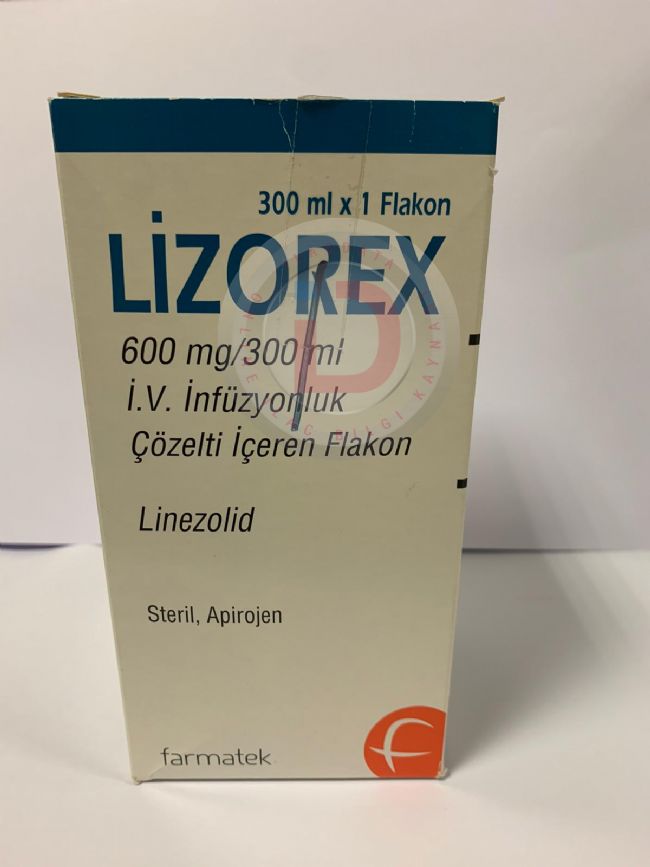 300 ml x 1 Flakon
LİZOREX
600 mg/300 ml
İ.V. İnfüzyonluk
Çözelti İçeren Flakon
Linezolid
Steril, Apirojen
farmatek